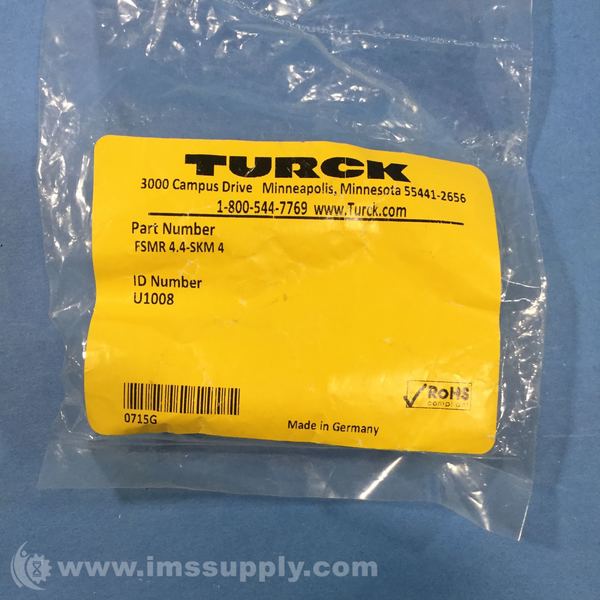 TURCK
3000 Campus Drive Minneapolis, Minnesota 55441-2656
1-800-544-7769 www.Turck.com
Part Number
FSMR 4.4-SKM 4
ID Number
U1008
RoHS
compliant
0715G
Made in Germany
www.imssupply.com